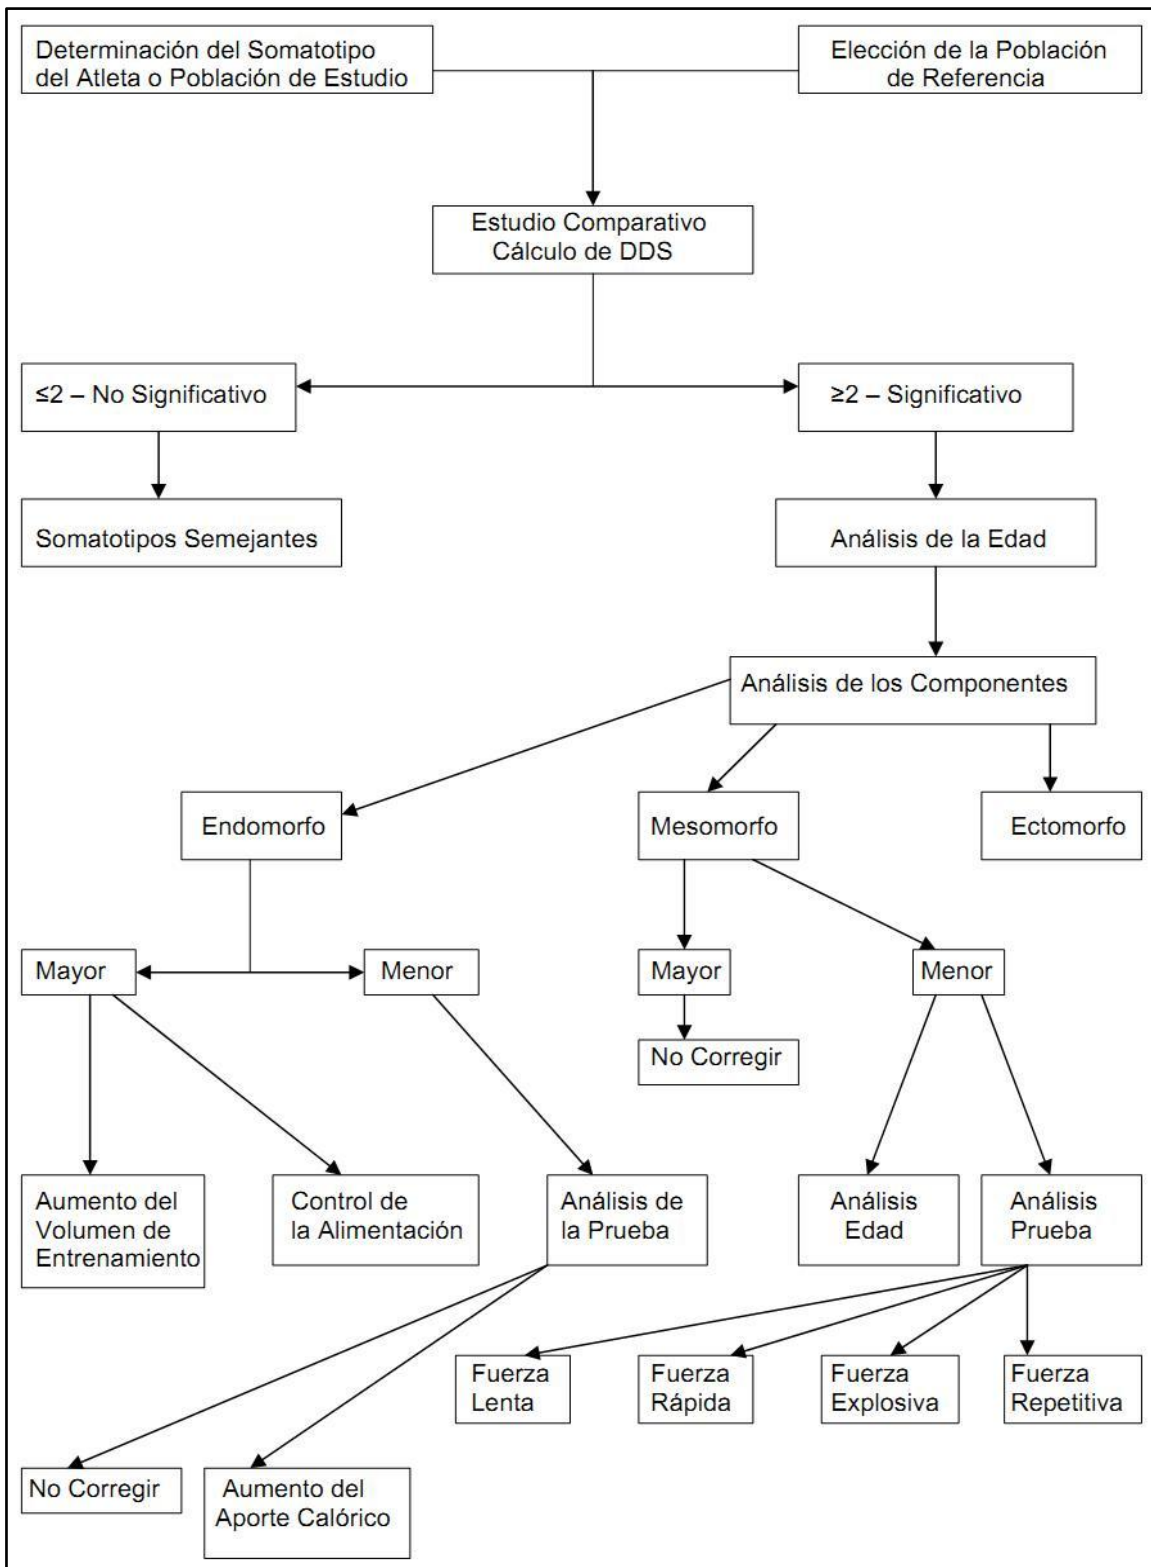 Determinación del Somatotipo
del Atleta o Población de Estudio
Elección de la Población
de Referencia
Estudio Comparativo
Cálculo de DDS
≤2 – No Significativo
≥2 – Significativo
Somatotipos Semejantes
Análisis de la Edad
Análisis de los Componentes
Endomorfo
Mesomorfo
Ectomorfo
Mayor
Menor
Mayor
Menor
No Corregir
Aumento del
Volumen de
Entrenamiento
Control de
la Alimentación
Análisis de
la Prueba
Análisis
Edad
Análisis
Prueba
Fuerza
Lenta
Fuerza
Rápida
Fuerza
Explosiva
Fuerza
Repetitiva
No Corregir
Aumento del
Aporte Calórico